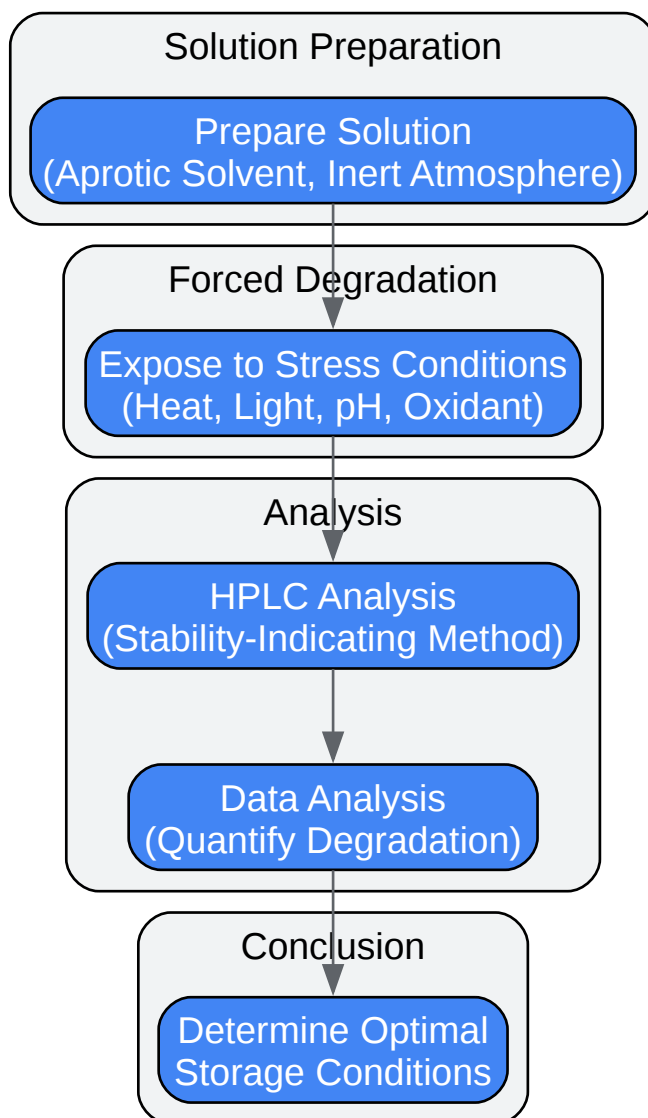 Solution Preparation
Prepare Solution
(Aprotic Solvent, Inert Atmosphere)
Forced Degradation
Expose to Stress Conditions
(Heat, Light, pH, Oxidant)
Analysis
HPLC Analysis
(Stability-Indicating Method)
Data Analysis
(Quantify Degradation)
Conclusion
Determine Optimal
Storage Conditions